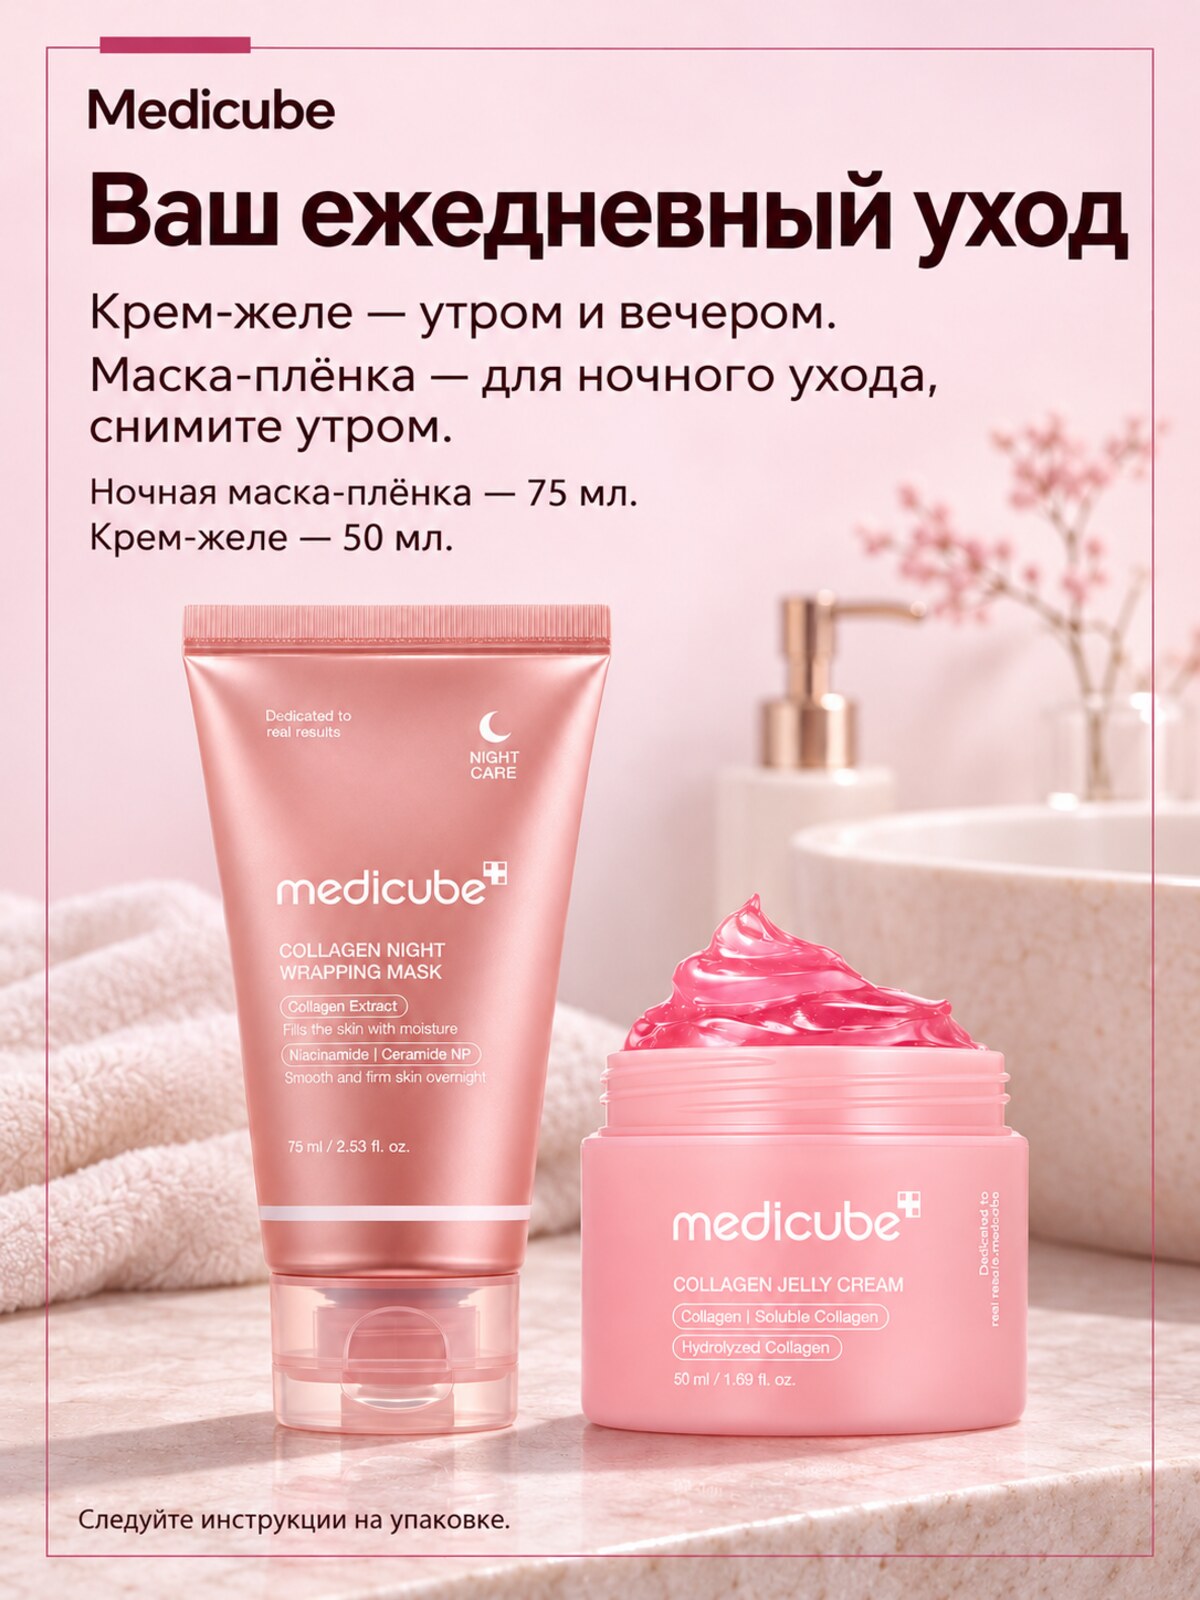 Medicube
Ваш ежедневный уход
Крем-желе — утром и вечером.
Маска-плёнка — для ночного ухода,
снимите утром.
Ночная маска-плёнка — 75 мл.
Крем-желе — 50 мл.
Dedicated to
real results
NIGHT
CARE
medicube
COLLAGEN NIGHT
WRAPPING MASK
Collagen Extract
Fills the skin with moisture
Niacinamide | Ceramide NP
Smooth and firm skin overnight
75 ml / 2.53 fl. oz.
medicube
COLLAGEN JELLY CREAM
Collagen | Soluble Collagen
Hydrolyzed Collagen
50 ml / 1.69 fl. oz.
Dedicated to
real
Следуйте инструкции на упаковке.